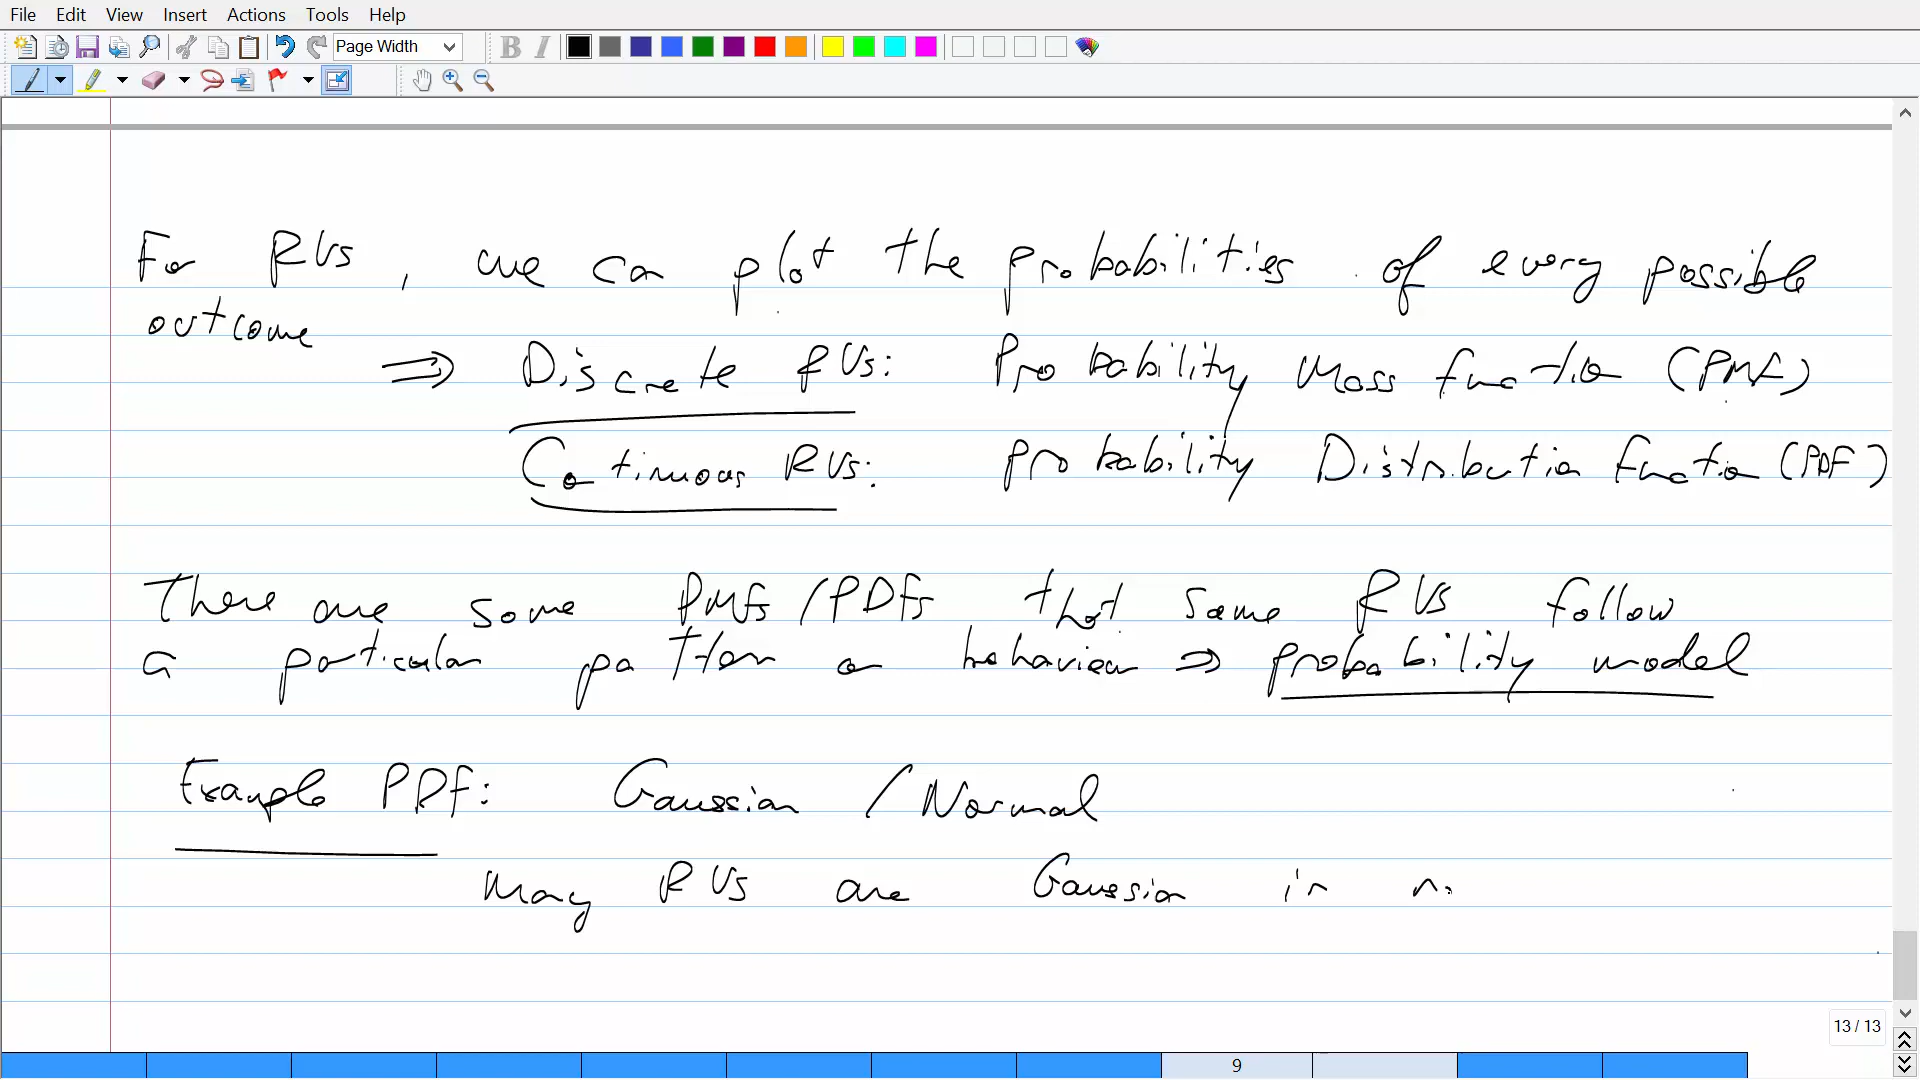 File Edit View Insert Actions Tools Help
Page Width
B I
For RVs, we can plot the probabilities of every possible
outcome
⇒ Discrete RVs: Probability Mass function (PMF)
Continuous RVs: Probability Distribution Function (PDF)
There are some PMFs/PDFs that some RVs follow
a particular pattern or behaviour ⇒ probability model
Example PDF: Gaussian / Normal
Many RVs are Gaussian in
13 / 13
9